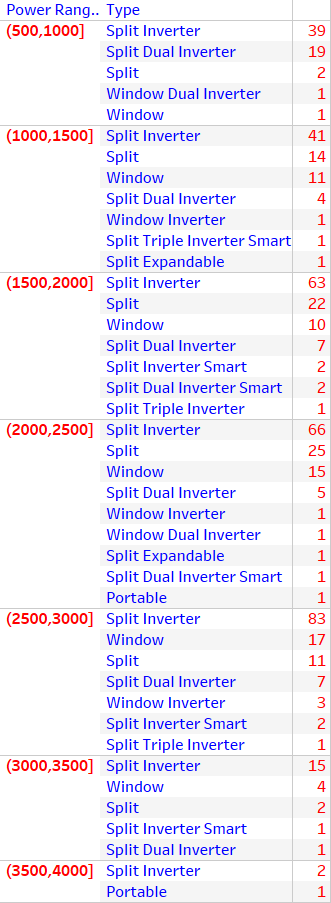 Power Rang.. Type
(500,1000] Split Inverter 39
Split Dual Inverter 19
Split 2
Window Dual Inverter 1
Window 1
(1000,1500] Split Inverter 41
Split 14
Window 11
Split Dual Inverter 4
Window Inverter 1
Split Triple Inverter Smart 1
Split Expandable 1
(1500,2000] Split Inverter 63
Split 22
Window 10
Split Dual Inverter 7
Split Inverter Smart 2
Split Dual Inverter Smart 2
Split Triple Inverter 1
(2000,2500] Split Inverter 66
Split 25
Window 15
Split Dual Inverter 5
Window Inverter 1
Window Dual Inverter 1
Split Expandable 1
Split Dual Inverter Smart 1
Portable 1
(2500,3000] Split Inverter 83
Window 17
Split 11
Split Dual Inverter 7
Window Inverter 3
Split Inverter Smart 2
Split Triple Inverter 1
(3000,3500] Split Inverter 15
Window 4
Split 2
Split Inverter Smart 1
Split Dual Inverter 1
(3500,4000] Split Inverter 2
Portable 1